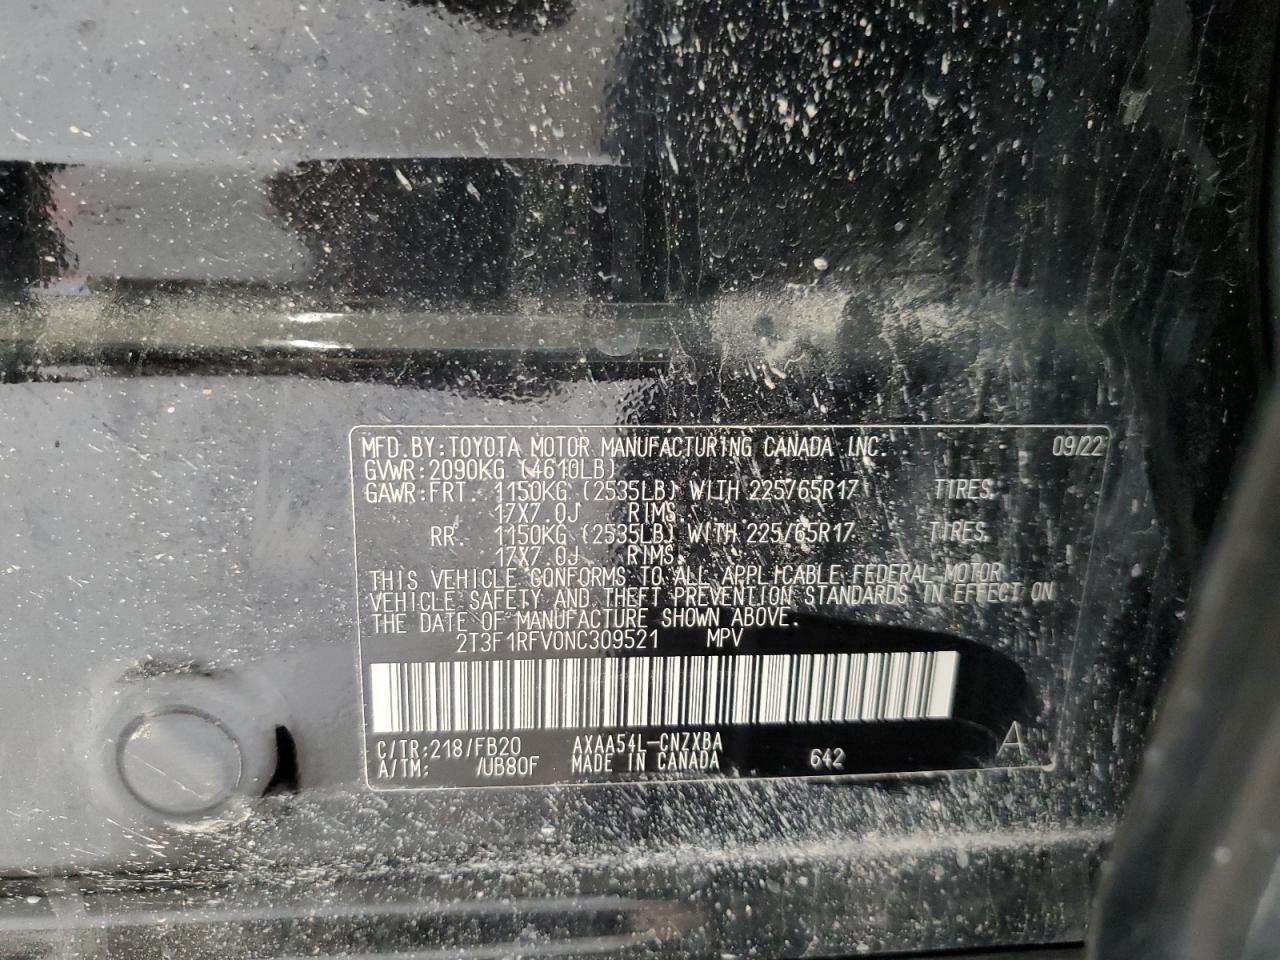 MFD. BY: TOYOTA MOTOR MANUFACTURING CANADA INC. 09/22
GVWR: 2090KG (4610LB)
GAWR: FRT. 1150KG (2535LB) WITH 225/65R17 TIRES
17X7.0J RIMS
RR. 1150KG (2535LB) WITH 225/65R17 TIRES
17X7.0J RIMS.
THIS VEHICLE CONFORMS TO ALL APPLICABLE FEDERAL MOTOR
VEHICLE SAFETY AND THEFT PREVENTION STANDARDS IN EFFECT ON
THE DATE OF MANUFACTURE SHOWN ABOVE.
2T3F1RFV0NC309521 MPV
C/TR: 218/FB20 AXAA54L-CNZXBA
A/TM: /UB80F MADE IN CANADA 642 A